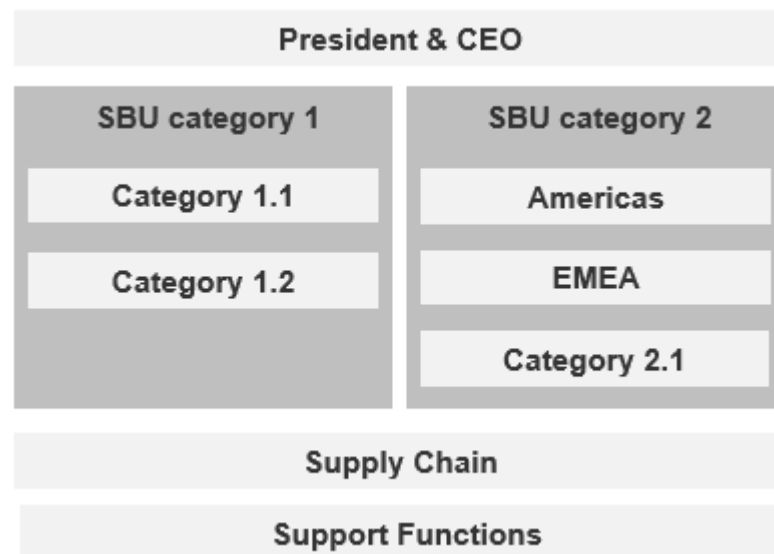 President & CEO
SBU category 1
Category 1.1
Category 1.2
SBU category 2
Americas
EMEA
Category 2.1
Supply Chain
Support Functions